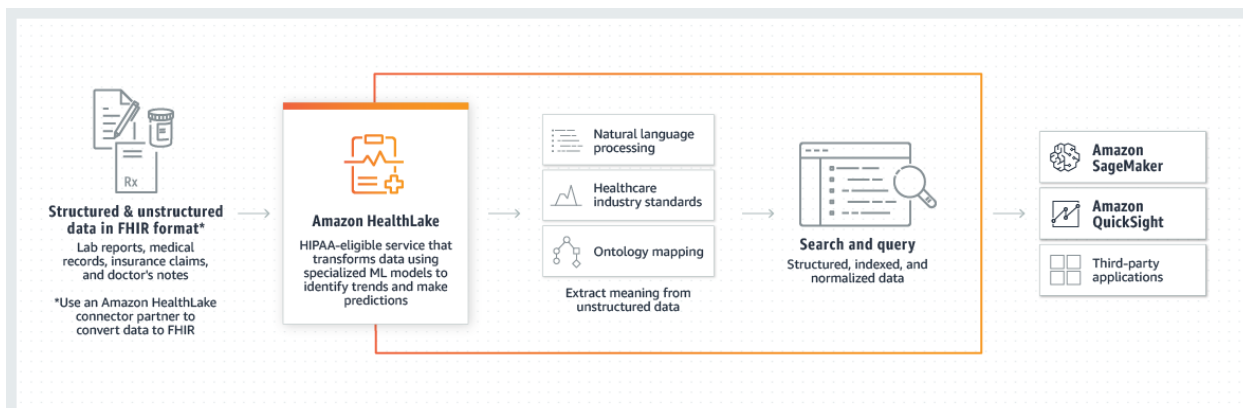 Rx
Structured & unstructured
data in FHIR format*
Lab reports, medical
records, insurance claims,
and doctor's notes
*Use an Amazon HealthLake
connector partner to
convert data to FHIR
Amazon HealthLake
HIPAA-eligible service that
transforms data using
specialized ML models to
identify trends and make
predictions
Natural language
processing
Healthcare
industry standards
Ontology mapping
Extract meaning from
unstructured data
Search and query
Structured, indexed, and
normalized data
Amazon
SageMaker
Amazon
QuickSight
Third-party
applications